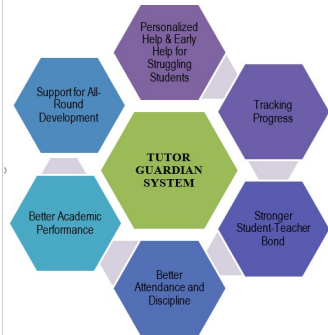 Personalized
Help & Early
Help for
Struggling
Students
Tracking
Progress
Stronger
Student-Teacher
Bond
Better
Attendance and
Discipline
Better Academic
Performance
Support for All-
Round
Development
TUTOR
GUARDIAN
SYSTEM